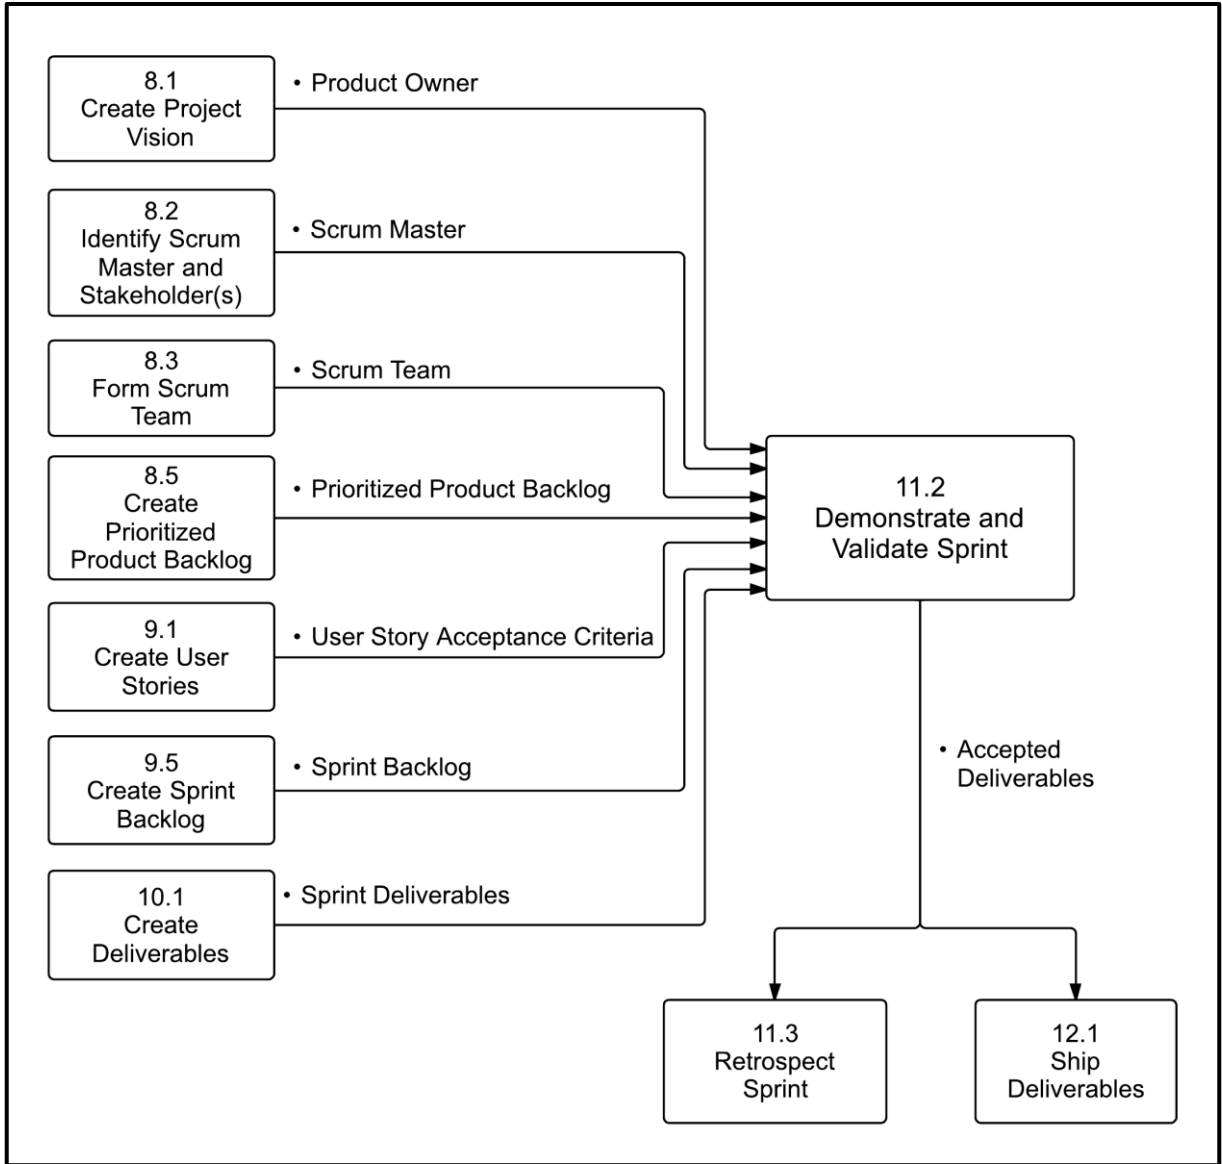 8.1
Create Project
Vision
• Product Owner
8.2
Identify Scrum
Master and
Stakeholder(s)
• Scrum Master
8.3
Form Scrum
Team
• Scrum Team
8.5
Create
Prioritized
Product Backlog
• Prioritized Product Backlog
9.1
Create User
Stories
• User Story Acceptance Criteria
9.5
Create Sprint
Backlog
• Sprint Backlog
10.1
Create
Deliverables
• Sprint Deliverables
11.2
Demonstrate and
Validate Sprint
• Accepted
Deliverables
11.3
Retrospect
Sprint
12.1
Ship
Deliverables